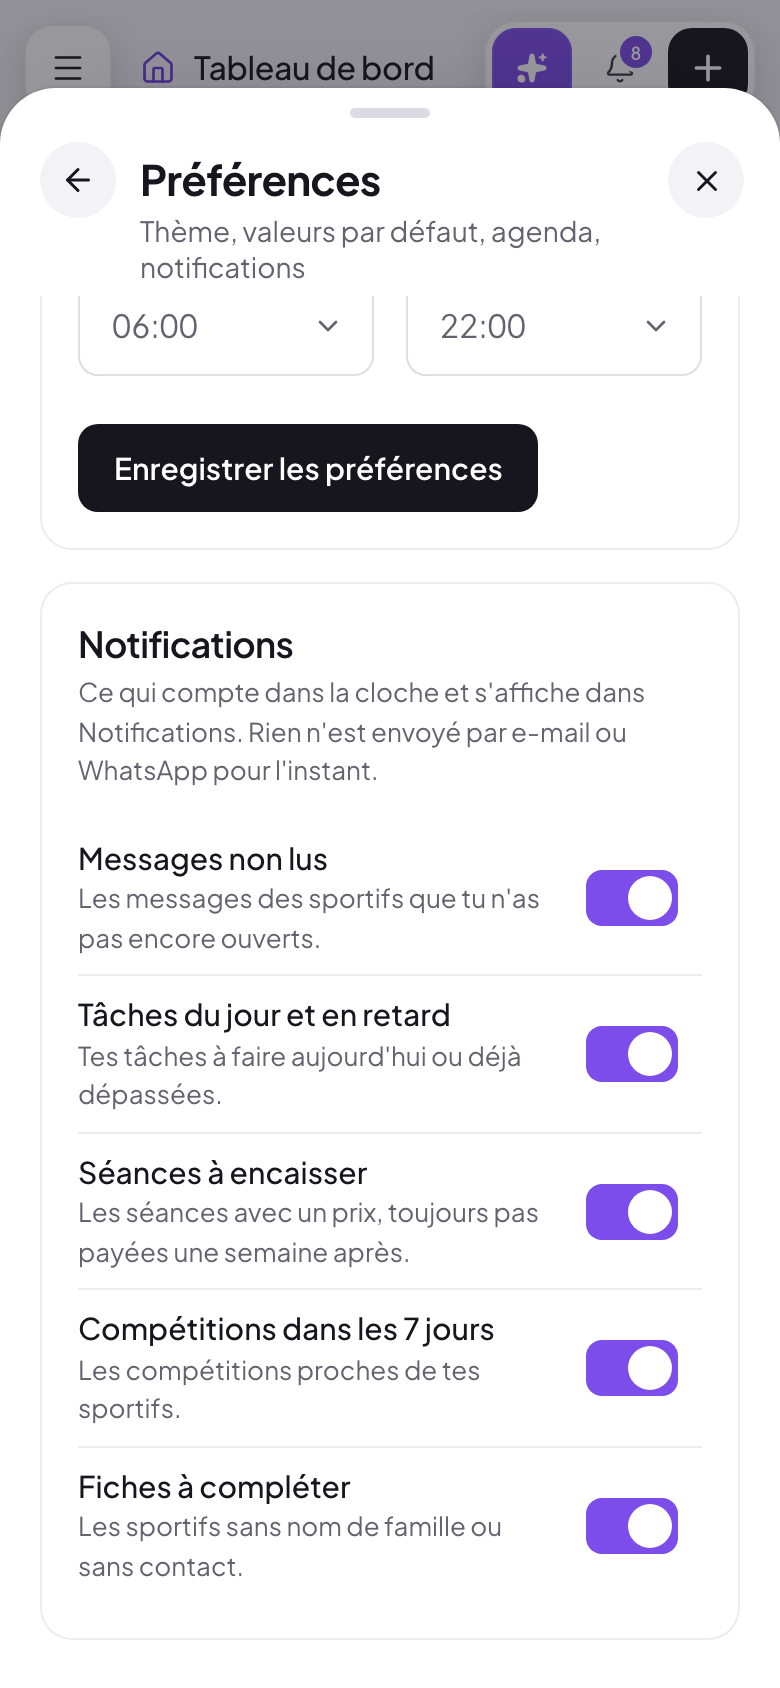 Tableau de bord
8
Préférences
Thème, valeurs par défaut, agenda,
notifications
06:00
22:00
Enregistrer les préférences
Notifications
Ce qui compte dans la cloche et s'affiche dans
Notifications. Rien n'est envoyé par e-mail ou
WhatsApp pour l'instant.
Messages non lus
Les messages des sportifs que tu n'as
pas encore ouverts.
Tâches du jour et en retard
Tes tâches à faire aujourd'hui ou déjà
dépassées.
Séances à encaisser
Les séances avec un prix, toujours pas
payées une semaine après.
Compétitions dans les 7 jours
Les compétitions proches de tes
sportifs.
Fiches à compléter
Les sportifs sans nom de famille ou
sans contact.